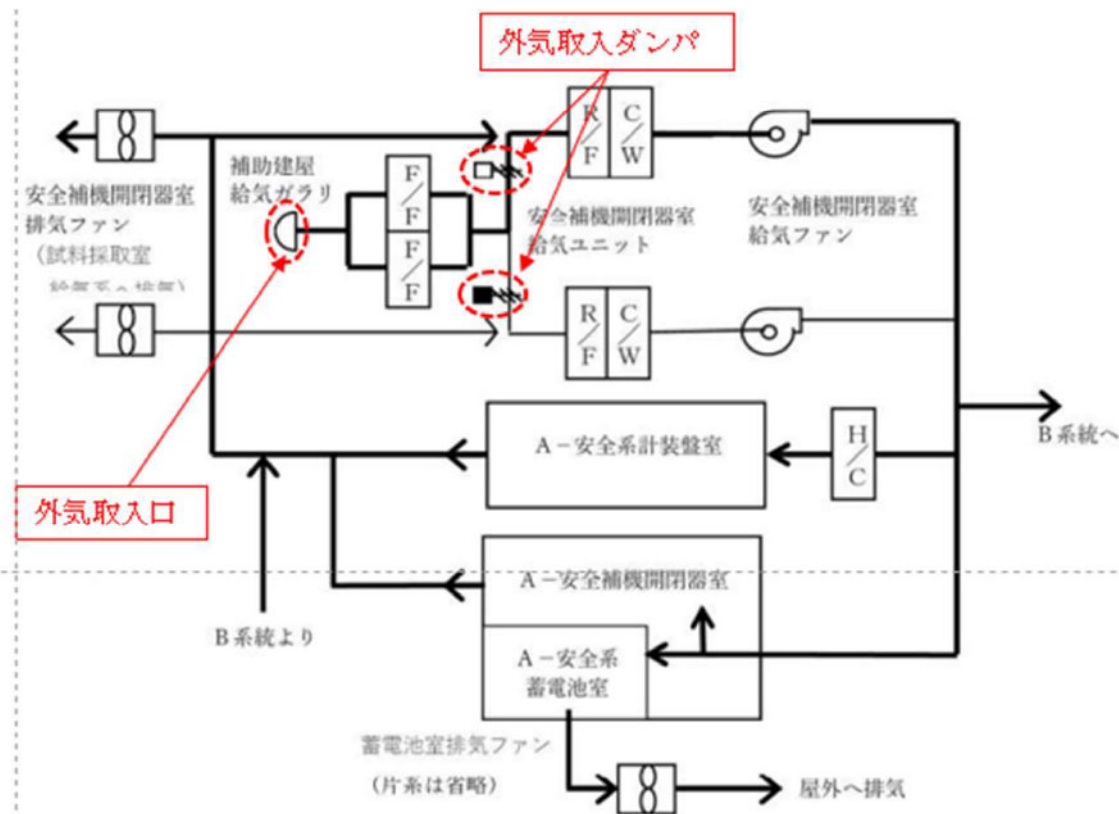 外気取入ダンパ
R/F
C/W
補助建屋
給気ガラリ
F/F
F/F
安全補機開閉器室
排気ファン
(試料採取室
給気系へ排気)
安全補機開閉器室
給気ユニット
安全補機開閉器室
給気ファン
R/F
C/W
B系統へ
A－安全系計装盤室
H/C
外気取入口
A－安全補機開閉器室
B系統より
A－安全系
蓄電池室
蓄電池室排気ファン
(片系は省略)
屋外へ排気